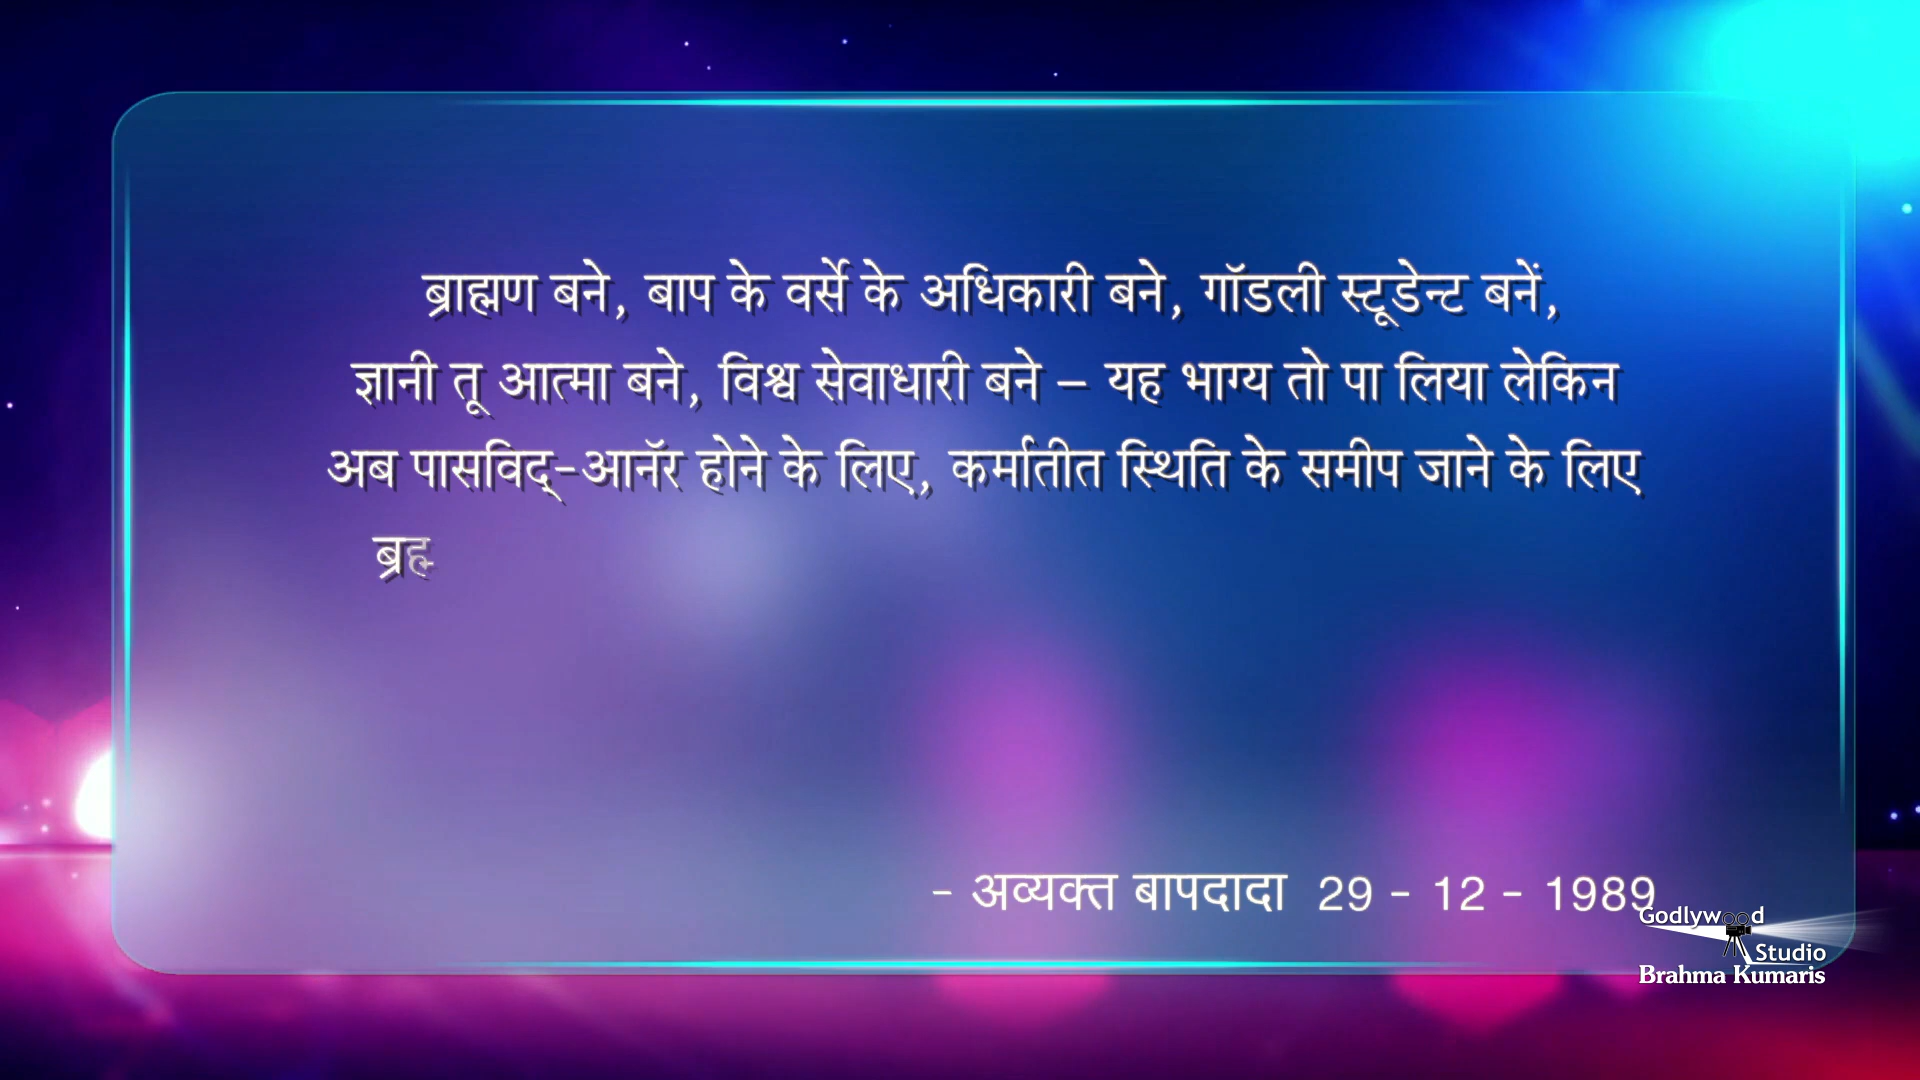 ब्राह्मण बने, बाप के वर्से के अधिकारी बने, गॉडली स्टूडेन्ट बनें,
ज्ञानी तू आत्मा बने, विश्व सेवाधारी बने – यह भाग्य तो पा लिया लेकिन
अब पासविद्-आनॅर होने के लिए, कर्मातीत स्थिति के समीप जाने के लिए
- अव्यक्त बापदादा 29 - 12 - 1989
Godlywood
Studio
Brahma Kumaris